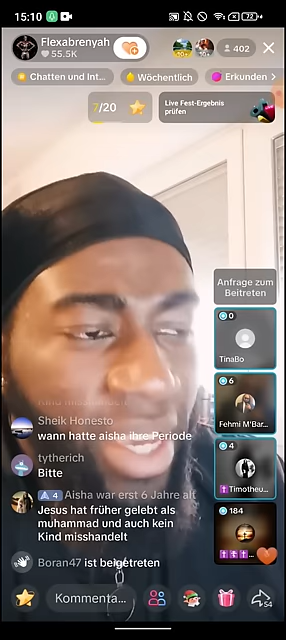 15:10
72
Flexabrenyah
55.5K
402
Chatten und Int...
Wöchentlich
Erkunden
7/20
Live Fest-Ergebnis
prüfen
Anfrage zum
Beitreten
0
TinaBo
6
Fehmi M'Bar...
4
Timotheu...
184
Sheik Honesto
wann hatte aisha ihre Periode
tytherich
Bitte
4 Aisha war erst 6 Jahre alt
Jesus hat früher gelebt als
muhammad und auch kein
Kind misshandelt
Boran47 ist beigetreten
Kommenta...
54